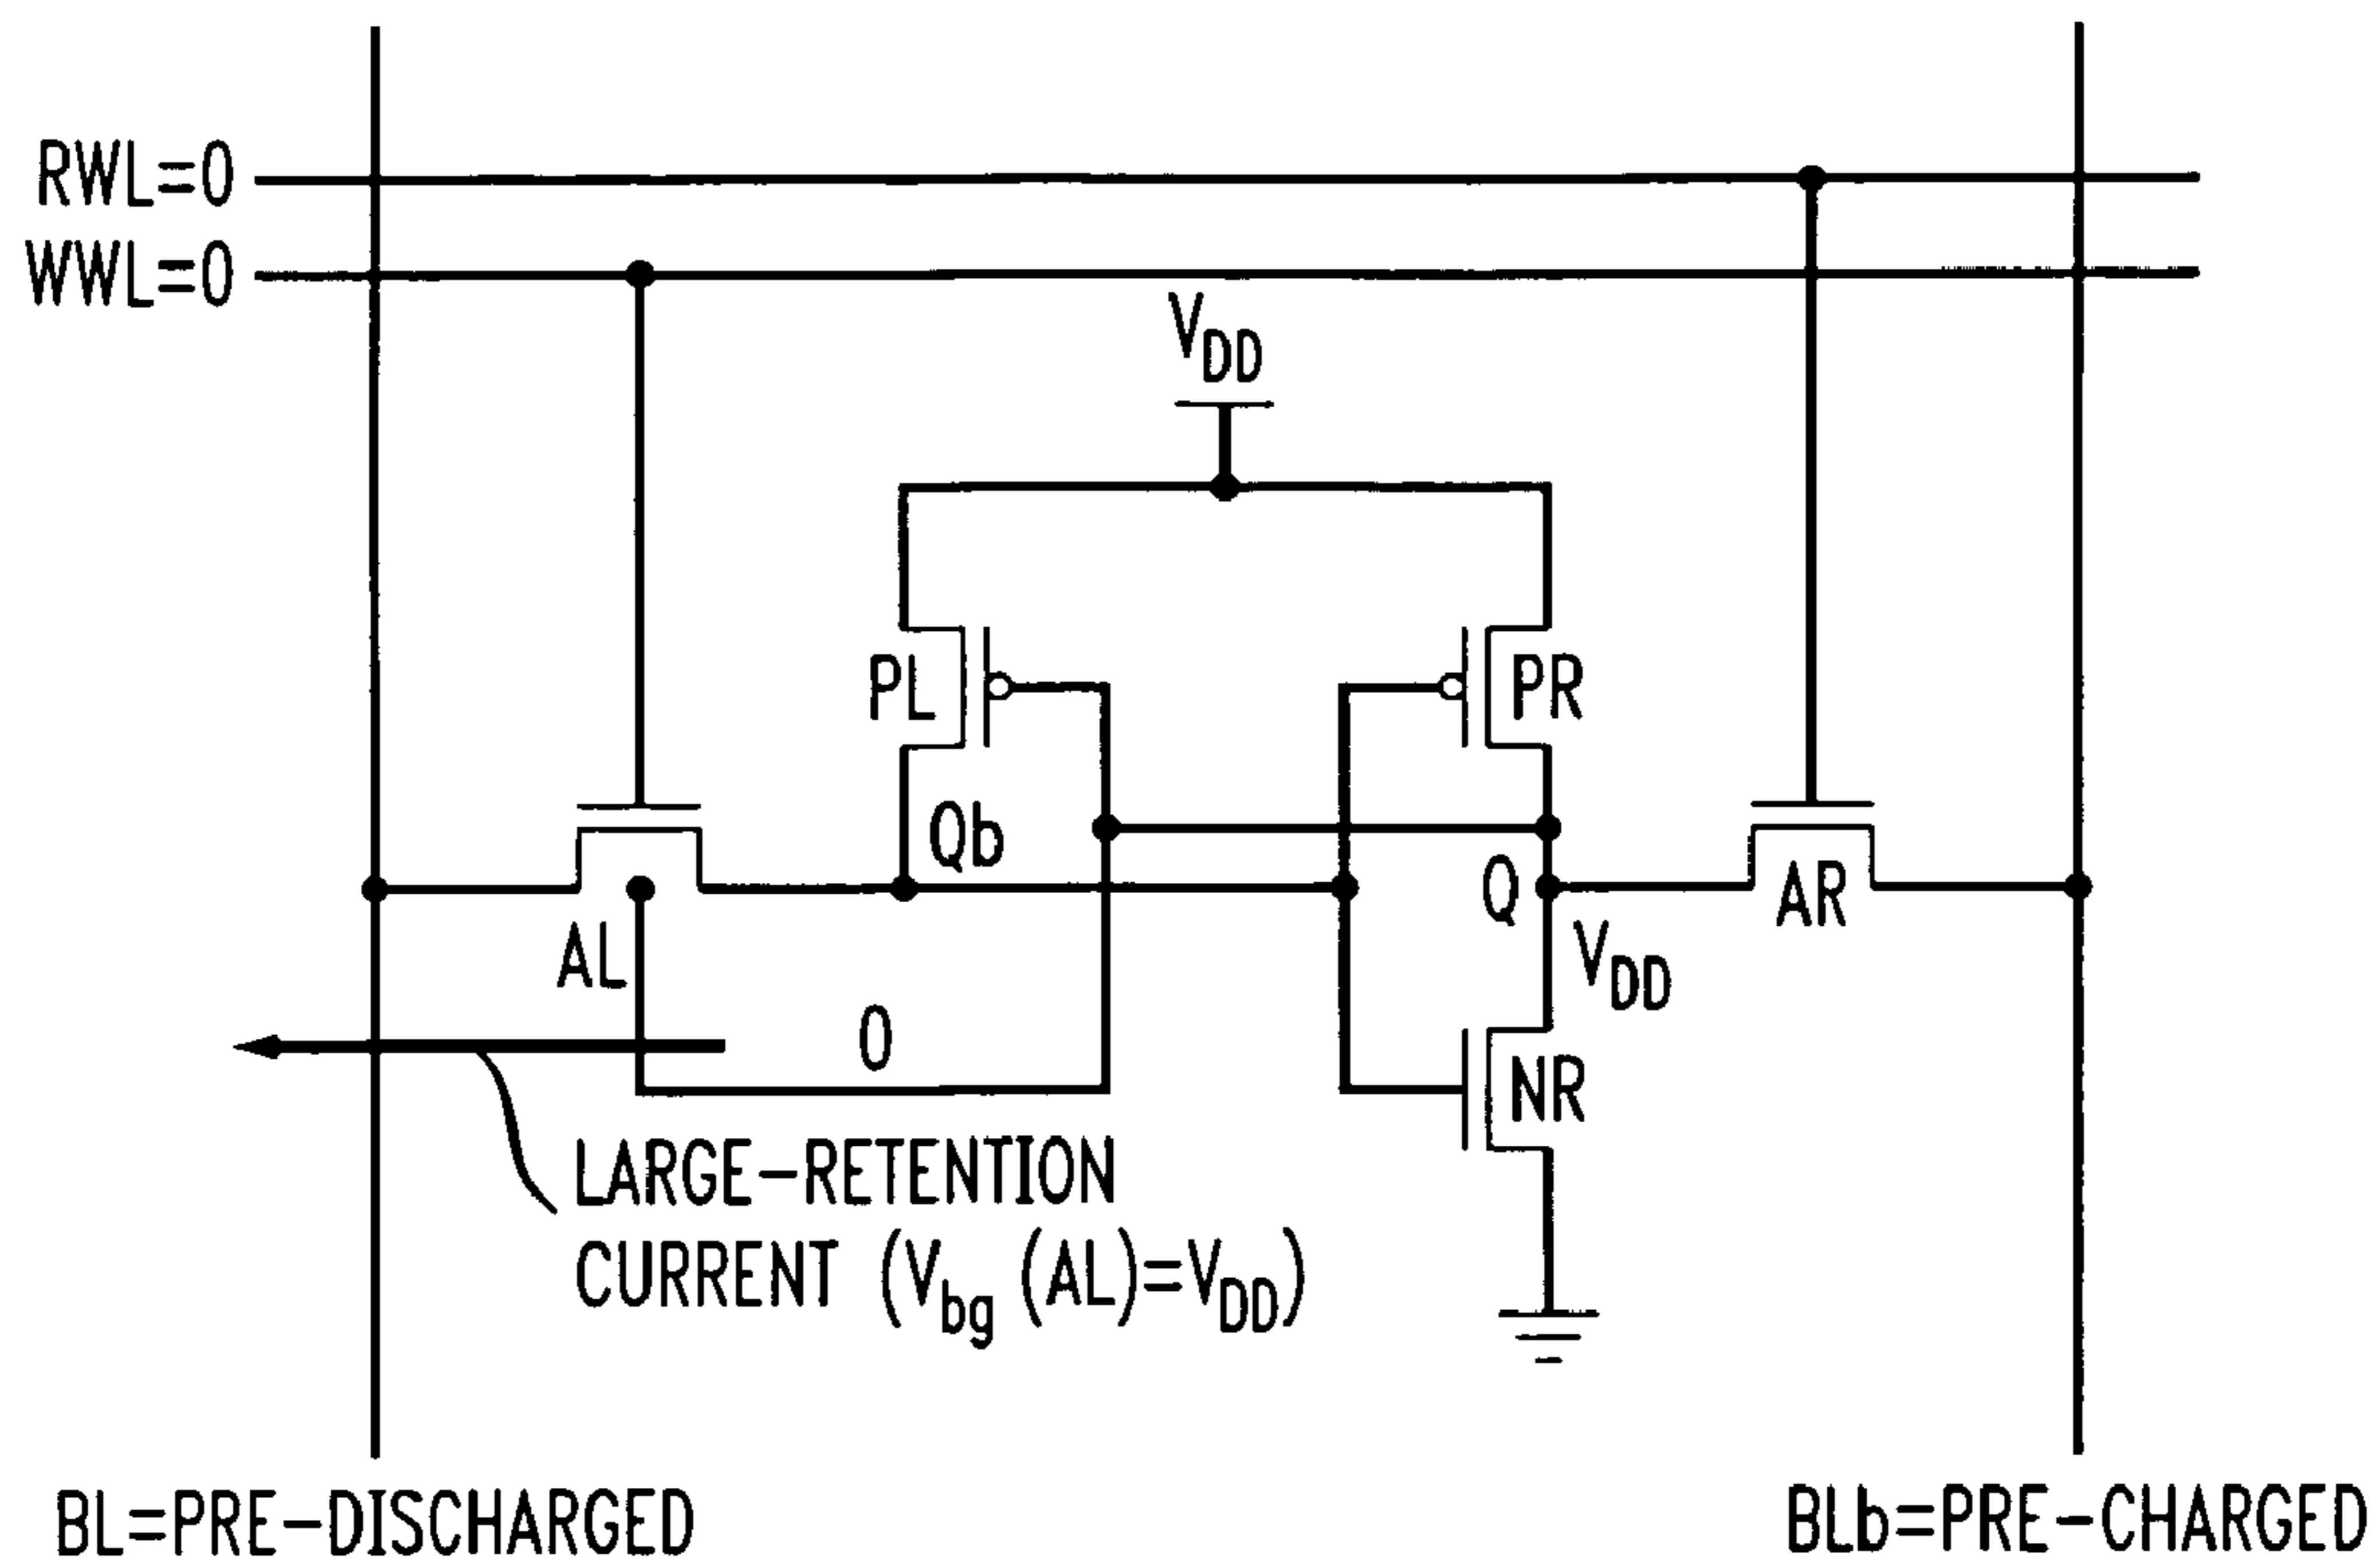 RWL=0
WWL=0
VDD
PL
PR
Qb
Q
AL
AR
VDD
0
NR
LARGE-RETENTION
CURRENT (Vbg (AL)=VDD)
BL=PRE-DISCHARGED
BLb=PRE-CHARGED